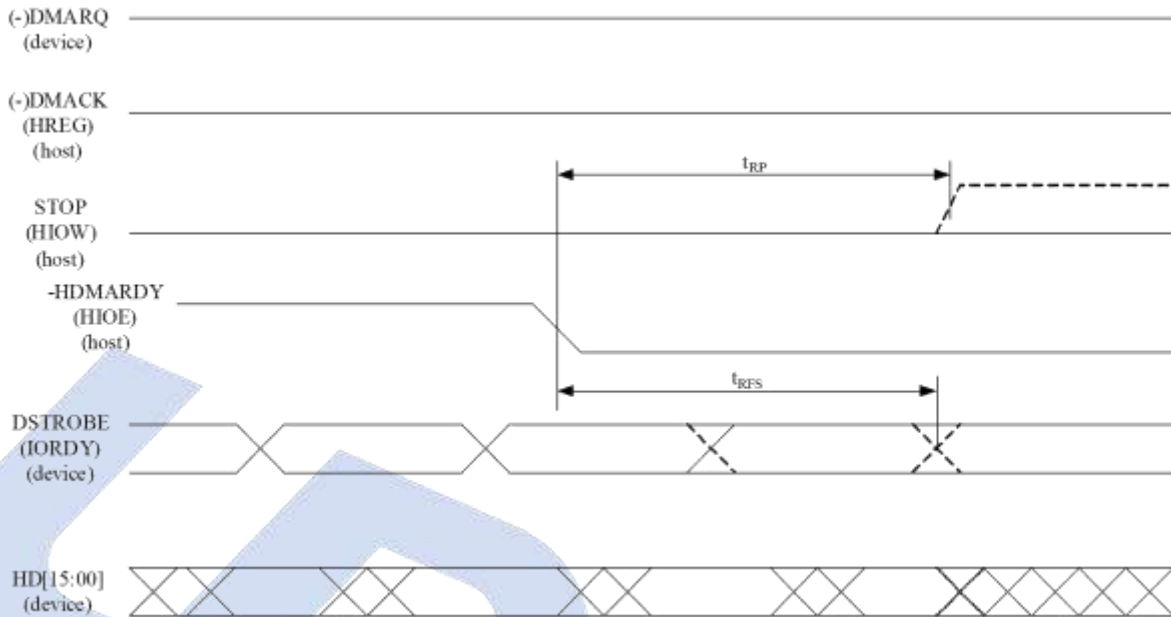 (-)DMARQ
(device)
(-)DMACK
(HREG)
(host)
tRP
STOP
(HIOW)
(host)
-HDMARDY
(HIOE)
(host)
tRFS
DSTROBE
(IORDY)
(device)
HD[15:00]
(device)